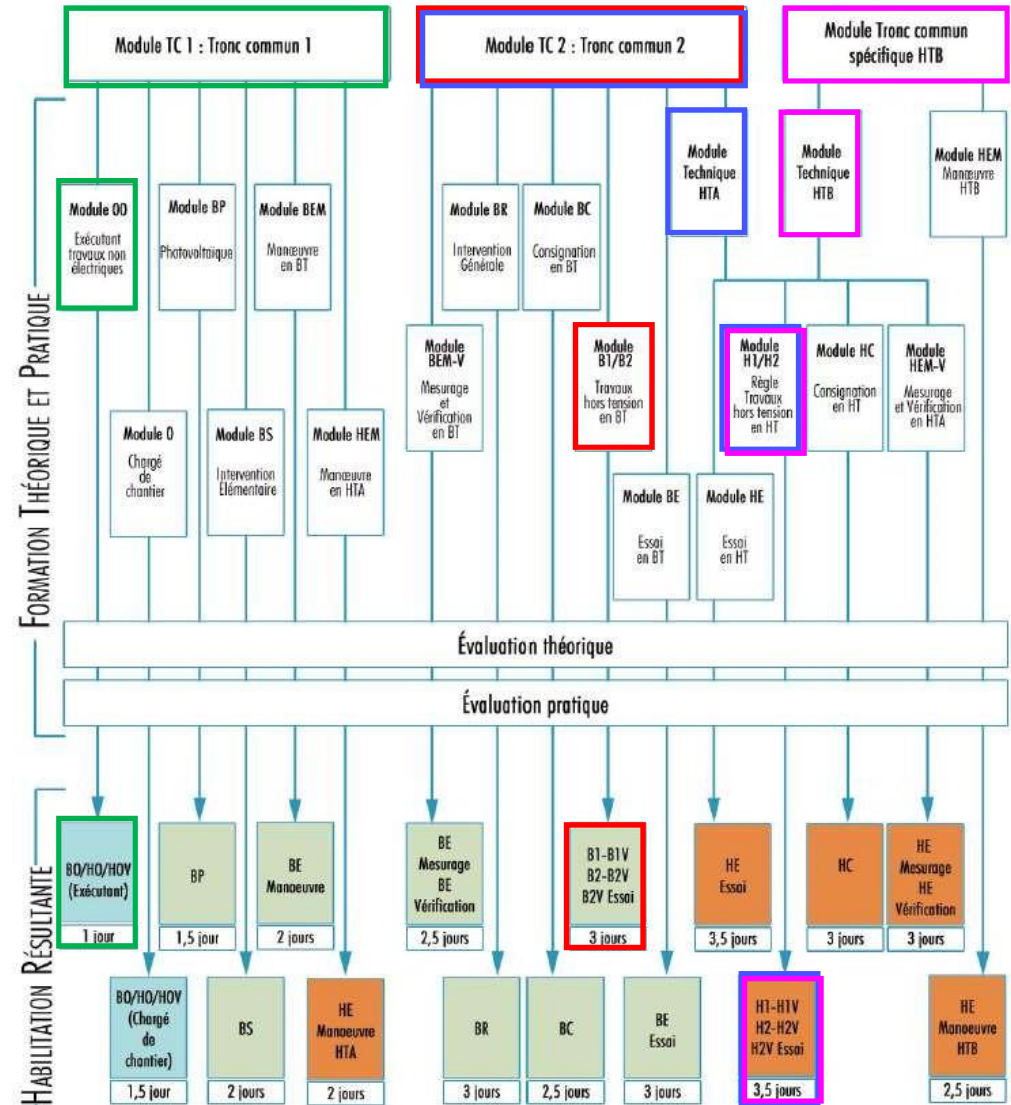 Module TC 1 : Tronc commun 1
Module TC 2 : Tronc commun 2
Module Tronc commun
spécifique HTB
FORMATION THÉORIQUE ET PRATIQUE
Module
Technique
HTA
Module
Technique
HTB
Module HEM
Manœuvre
HTB
Module 00
Exécutant
travaux non
électriques
Module BP
Photovoltaïque
Module BEM
Manœuvre
en BT
Module BR
Intervention
Générale
Module BC
Consignation
en BT
Module
BEM-V
Mesurage
et
Vérification
en BT
Module
B1/B2
Travaux
hors tension
en BT
Module
H1/H2
Règle
Travaux
hors tension
en HT
Module HC
Consignation
en HT
Module
HEM-V
Mesurage
et Vérification
en HTA
Module O
Chargé
de
chantier
Module BS
Intervention
Elémentaire
Module HEM
Manœuvre
en HTA
Module BE
Essai
en BT
Module HE
Essai
en HT
Évaluation théorique
Évaluation pratique
HABILITATION RÉSULTANTE
BO/HO/HOV
(Exécutant)
1 jour
BP
1,5 jour
BE
Manoeuvre
2 jours
BE
Mesurage
BE
Vérification
2,5 jours
B1-B1V
B2-B2V
B2V Essai
3 jours
HE
Essai
3,5 jours
HC
3 jours
HE
Mesurage
HE
Vérification
3 jours
BO/HO/HOV
(Chargé
de
chantier)
1,5 jour
BS
2 jours
HE
Manoeuvre
HTA
2 jours
BR
3 jours
BC
2,5 jours
BE
Essai
3 jours
H1-H1V
H2-H2V
H2V Essai
3,5 jours
HE
Manoeuvre
HTB
2,5 jours